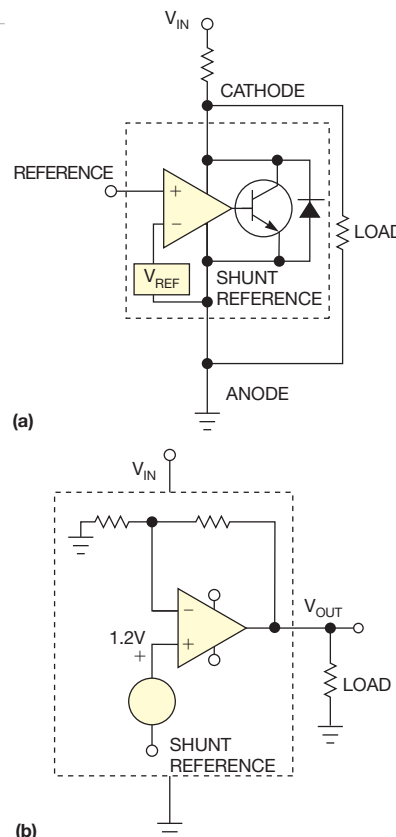 V_IN
CATHODE
REFERENCE
+
−
V_REF
SHUNT
REFERENCE
LOAD
ANODE
(a)
V_IN
−
+
1.2V
+
V_OUT
LOAD
SHUNT
REFERENCE
(b)